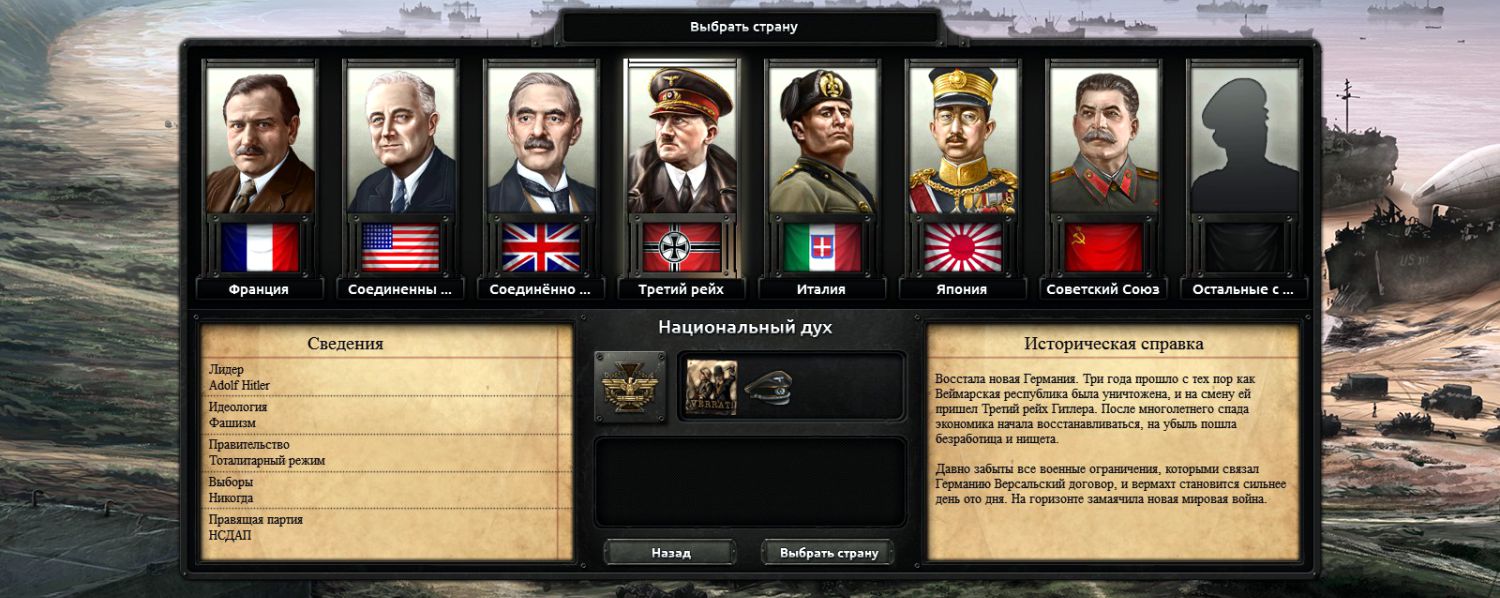 Выбрать страну
Франция
Соединенны ...
Соединённо ...
Третий рейх
Италия
Япония
Советский Союз
Остальные с ...
Сведения
Лидер
Adolf Hitler
Идеология
Фашизм
Правительство
Тоталитарный режим
Выборы
Никогда
Правящая партия
НСДАП
Национальный дух
VERRAT!
Назад
Выбрать страну
Историческая справка
Восстала новая Германия. Три года прошло с тех пор как
Веймарская республика была уничтожена, и на смену ей
пришел Третий рейх Гитлера. После многолетнего спада
экономика начала восстанавливаться, на убыль пошла
безработица и нищета.
Давно забыты все военные ограничения, которыми связал
Германию Версальский договор, и вермахт становится сильнее
день ото дня. На горизонте замаячила новая мировая война.